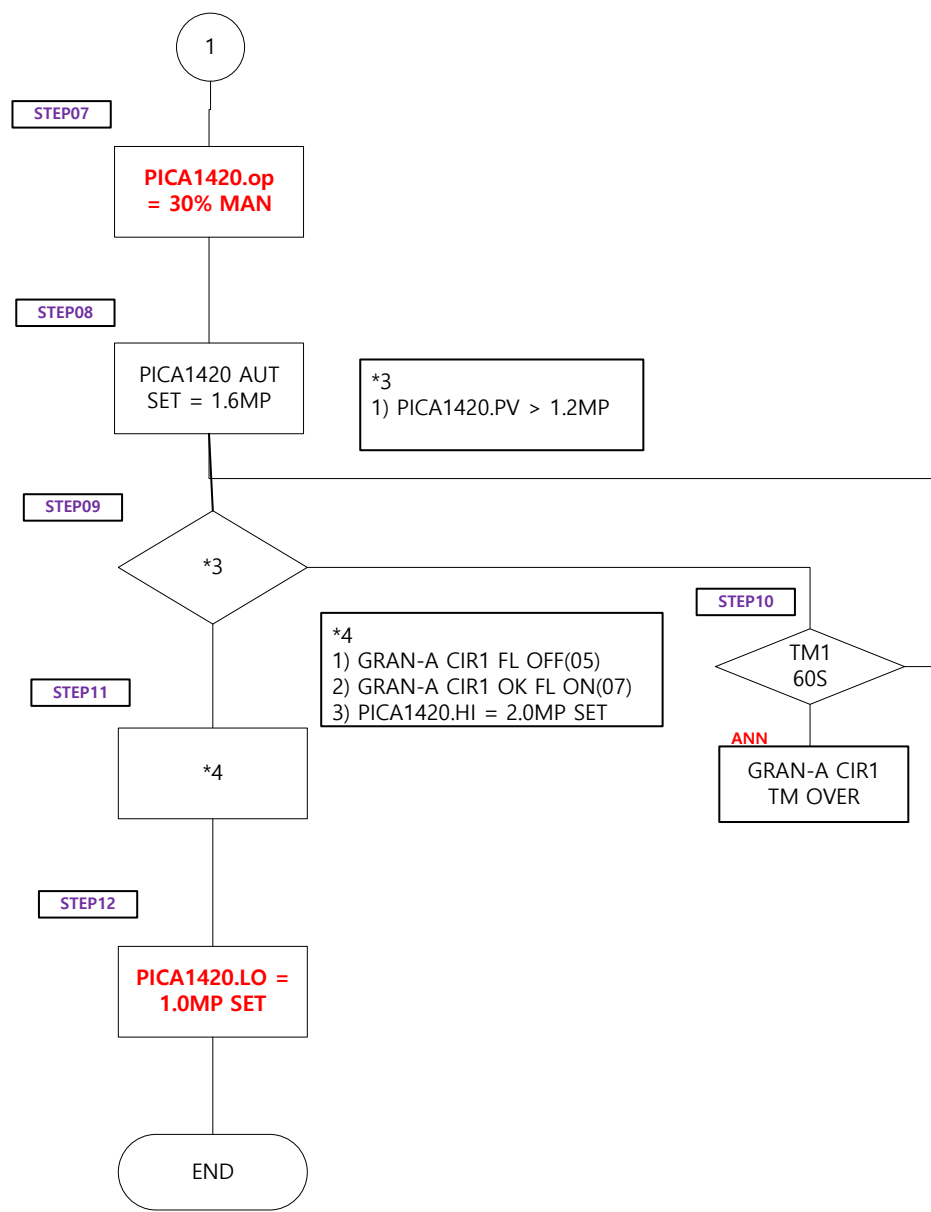 1
STEP07
PICA1420.op
= 30% MAN
STEP08
PICA1420 AUT
SET = 1.6MP
*3
1) PICA1420.PV > 1.2MP
STEP09
*3
STEP10
TM1
60S
*4
1) GRAN-A CIR1 FL OFF(05)
2) GRAN-A CIR1 OK FL ON(07)
3) PICA1420.HI = 2.0MP SET
STEP11
*4
ANN
GRAN-A CIR1
TM OVER
STEP12
PICA1420.LO =
1.0MP SET
END